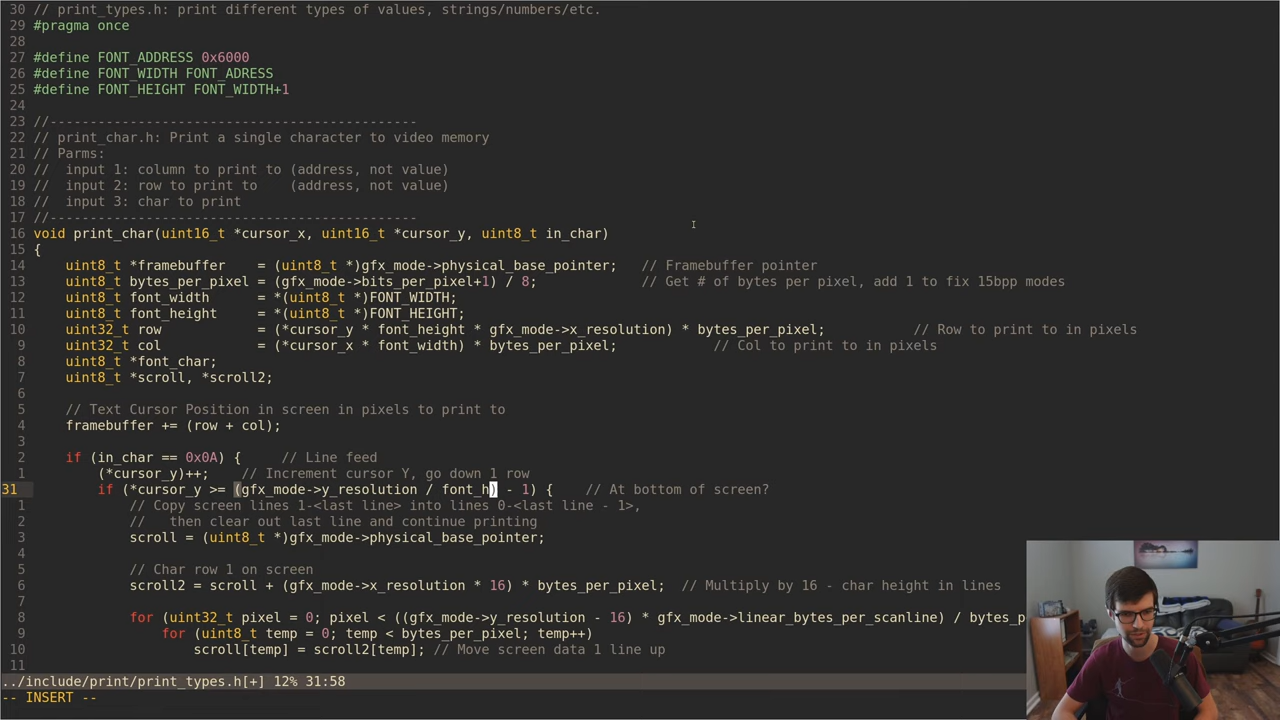 30 // print_types.h: print different types of values, strings/numbers/etc.
29 #pragma once
28
27 #define FONT_ADDRESS 0x6000
26 #define FONT_WIDTH FONT_ADRESS
25 #define FONT_HEIGHT FONT_WIDTH+1
24
23 //------------------------------------------------
22 // print_char.h: Print a single character to video memory
21 // Parms:
20 //  input 1: column to print to (address, not value)
19 //  input 2: row to print to    (address, not value)
18 //  input 3: char to print
17 //------------------------------------------------
16 void print_char(uint16_t *cursor_x, uint16_t *cursor_y, uint8_t in_char)
15 {
14     uint8_t *framebuffer    = (uint8_t *)gfx_mode->physical_base_pointer;   // Framebuffer pointer
13     uint8_t bytes_per_pixel = (gfx_mode->bits_per_pixel+1) / 8;             // Get # of bytes per pixel, add 1 to fix 15bpp modes
12     uint8_t font_width      = *(uint8_t *)FONT_WIDTH;
11     uint8_t font_height     = *(uint8_t *)FONT_HEIGHT;
10     uint32_t row            = (*cursor_y * font_height * gfx_mode->x_resolution) * bytes_per_pixel;           // Row to print to in pixels
9     uint32_t col            = (*cursor_x * font_width) * bytes_per_pixel;            // Col to print to in pixels
8     uint8_t *font_char;
7     uint8_t *scroll, *scroll2;
6
5     // Text Cursor Position in screen in pixels to print to
4     framebuffer += (row + col);
3
2     if (in_char == 0x0A) {     // Line feed
1         (*cursor_y)++;    // Increment cursor Y, go down 1 row
31         if (*cursor_y >= (gfx_mode->y_resolution / font_h) - 1) {    // At bottom of screen?
1             // Copy screen lines 1-<last line> into lines 0-<last line - 1>,
2             //   then clear out last line and continue printing
3             scroll = (uint8_t *)gfx_mode->physical_base_pointer;
4
5             // Char row 1 on screen
6             scroll2 = scroll + (gfx_mode->x_resolution * 16) * bytes_per_pixel;  // Multiply by 16 - char height in lines
7
8             for (uint32_t pixel = 0; pixel < ((gfx_mode->y_resolution - 16) * gfx_mode->linear_bytes_per_scanline) / bytes_p
9                 for (uint8_t temp = 0; temp < bytes_per_pixel; temp++)
10                     scroll[temp] = scroll2[temp]; // Move screen data 1 line up
11
../include/print/print_types.h[+] 12% 31:58
-- INSERT --